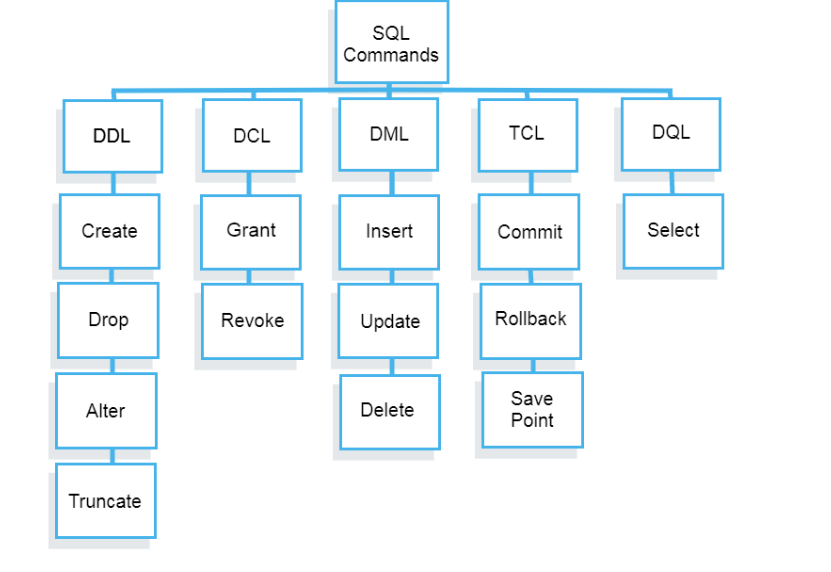 SQL
Commands
DDL
DCL
DML
TCL
DQL
Create
Grant
Insert
Commit
Select
Drop
Revoke
Update
Rollback
Alter
Delete
Save
Point
Truncate